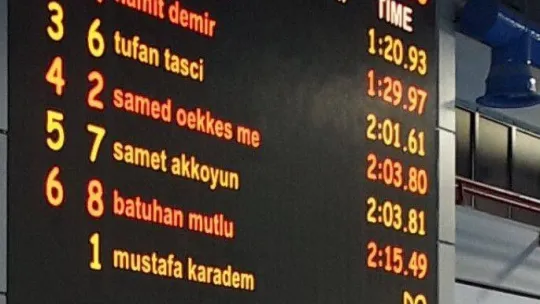 TIME
1:20.93
demir 1:29.97
3 6 tufan tasci 2:01.61
4 2 samed oekkes me 2:03.80
5 7 samet akkoyun 2:03.81
6 8 batuhan mutlu 2:15.49
1 mustafa karadem